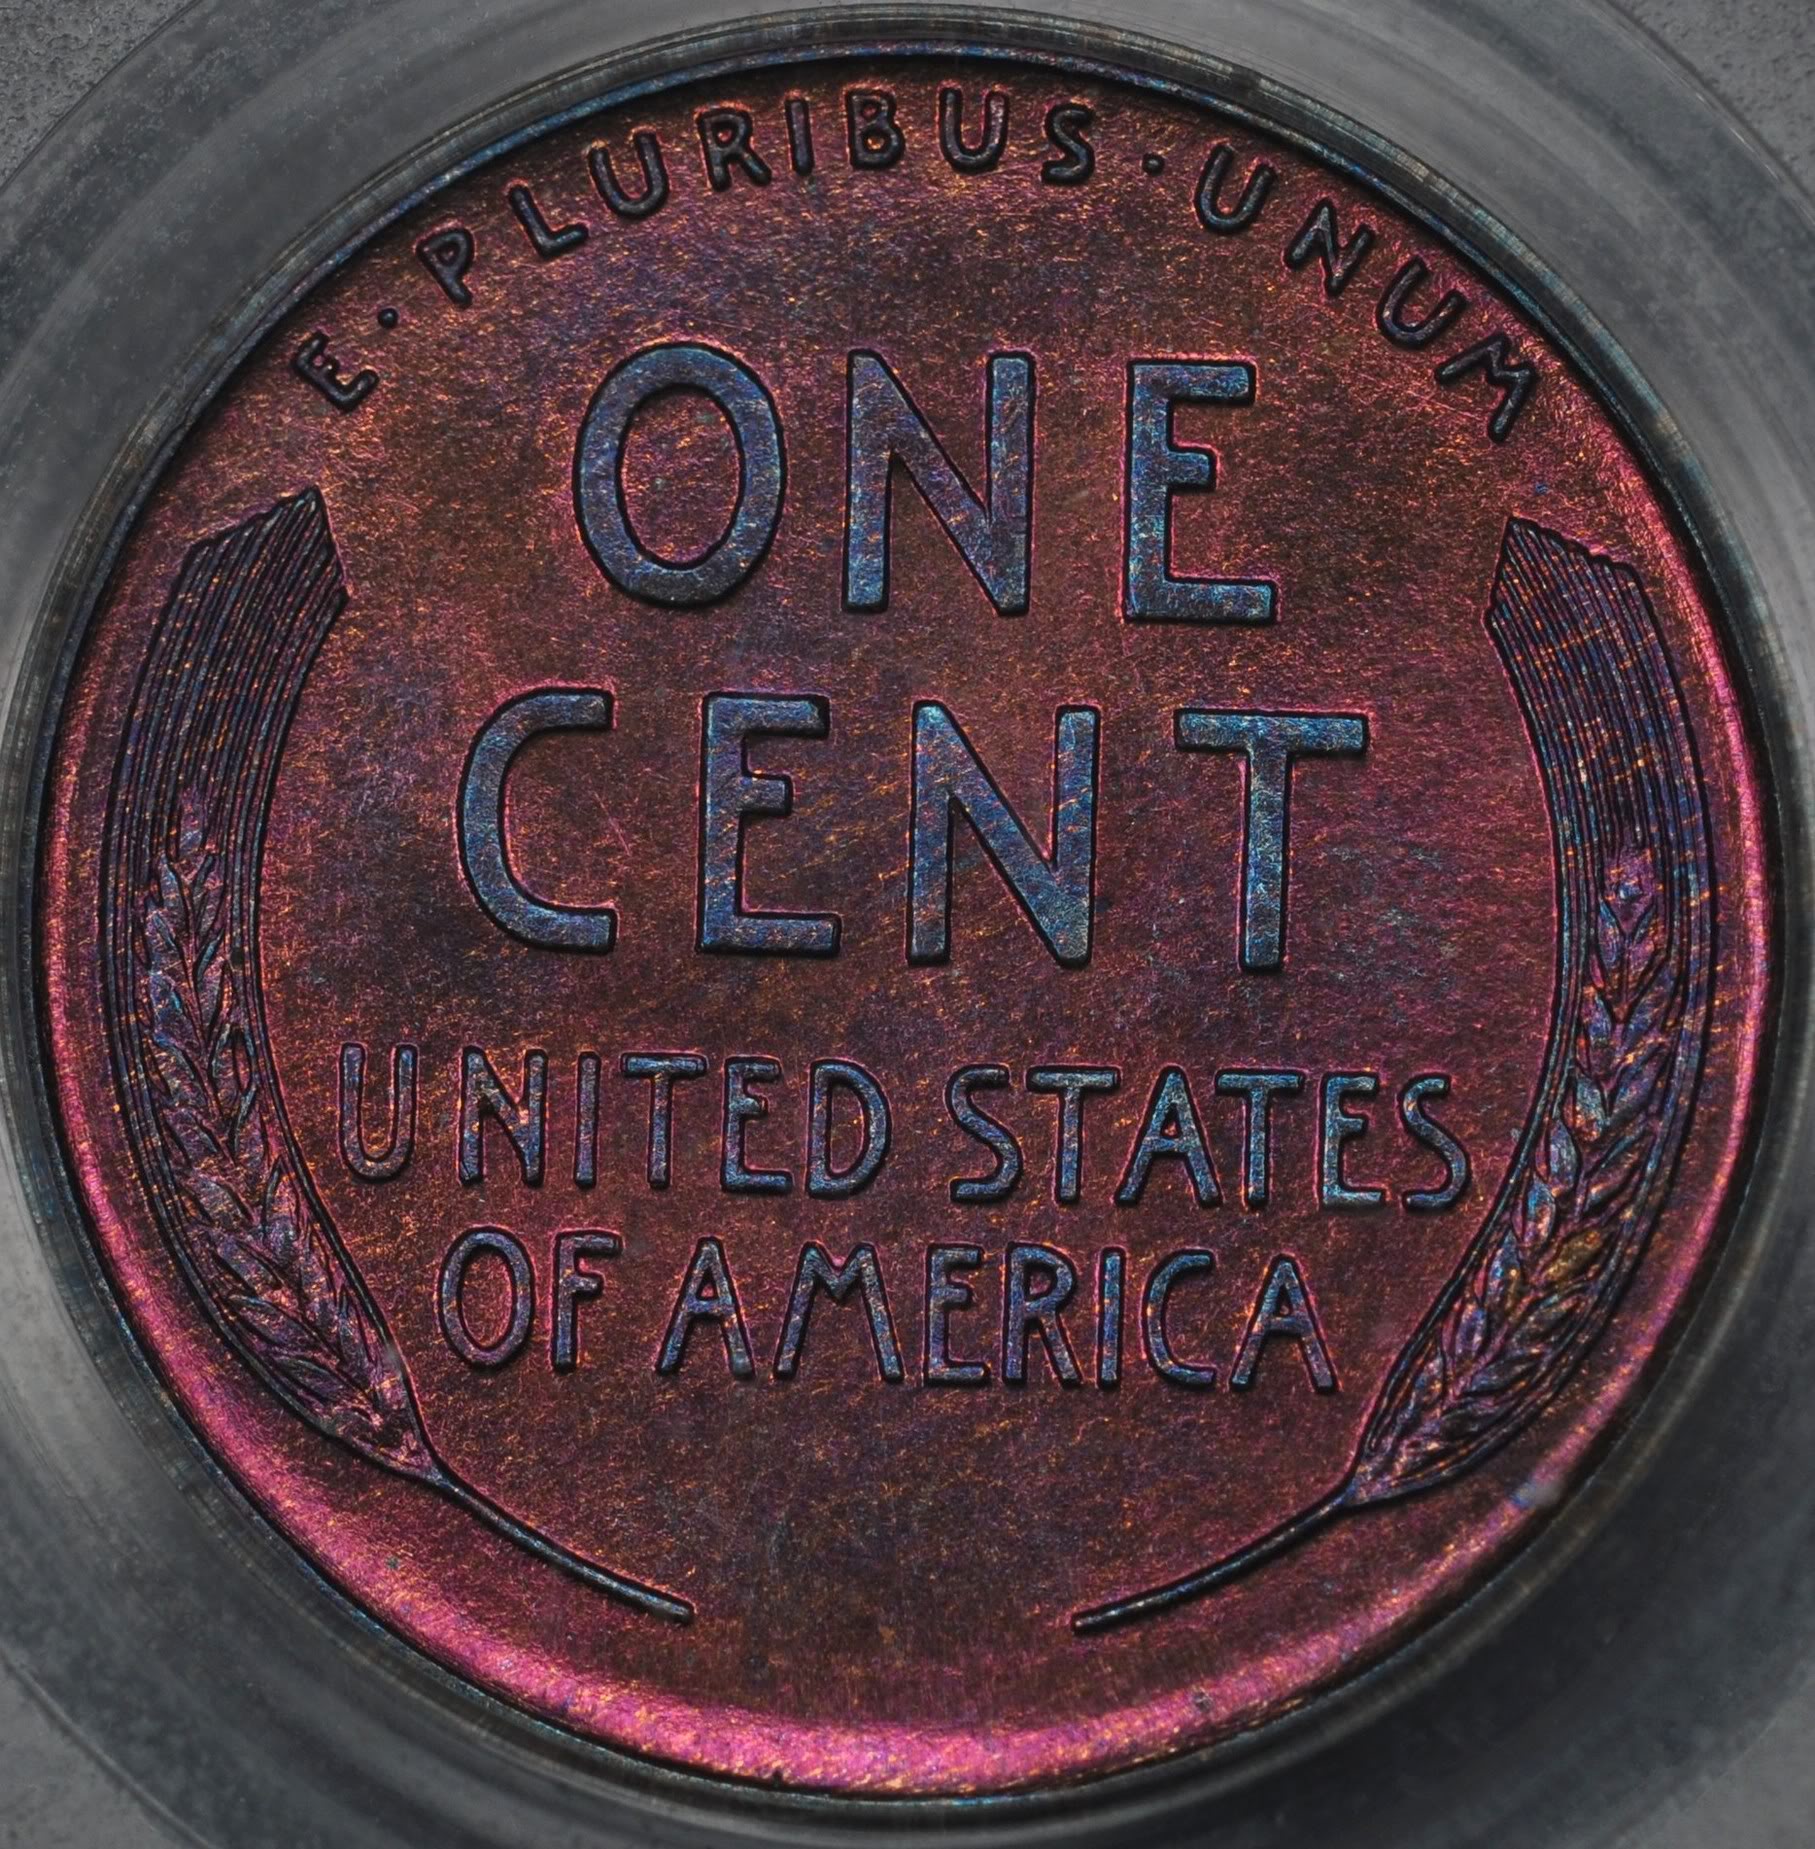 E · PLURIBUS · UNUM
ONE
CENT
UNITED STATES
OF AMERICA